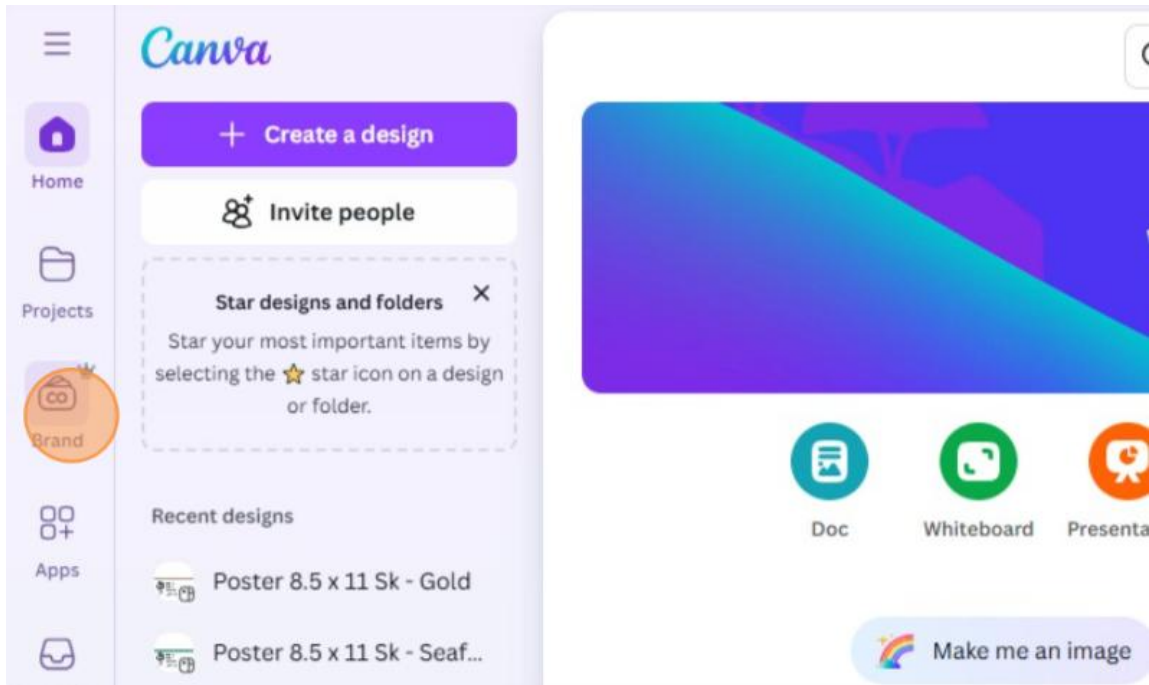 Canva
Create a design
Home
Invite people
Projects
Star designs and folders
Star your most important items by
selecting the star icon on a design
or folder.
CO
Brand
Recent designs
Apps
Poster 8.5 x 11 Sk - Gold
Poster 8.5 x 11 Sk - Seaf...
Doc
Whiteboard
Presenta
Make me an image